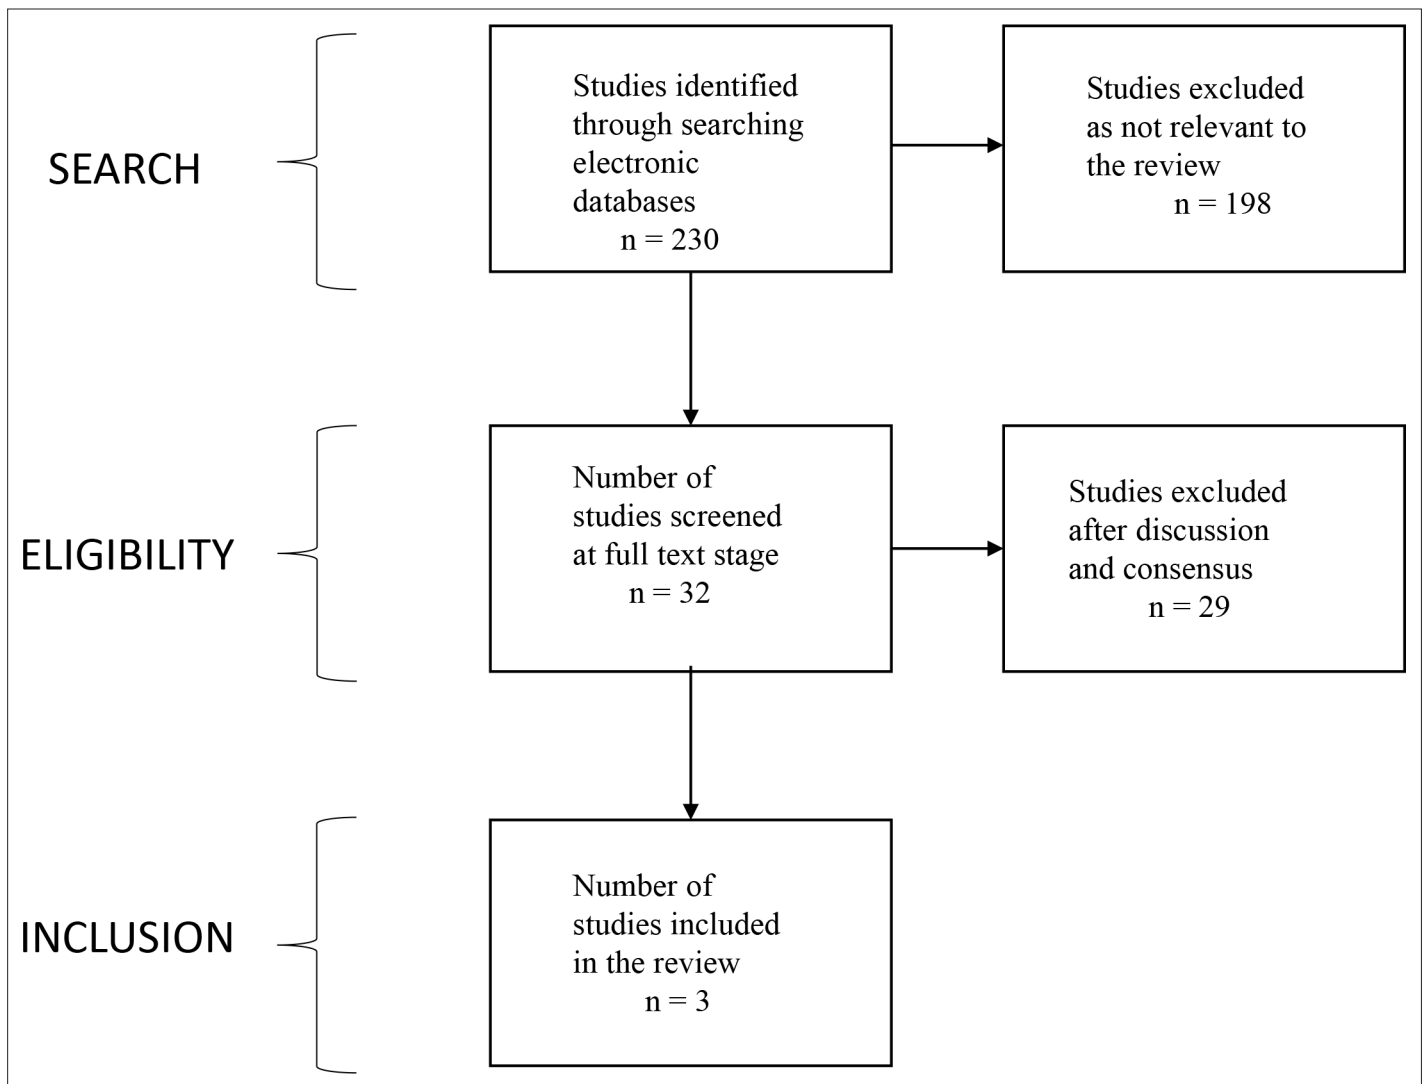 SEARCH
Studies identified
through searching
electronic
databases
n = 230
Studies excluded
as not relevant to
the review
n = 198
ELIGIBILITY
Number of
studies screened
at full text stage
n = 32
Studies excluded
after discussion
and consensus
n = 29
INCLUSION
Number of
studies included
in the review
n = 3